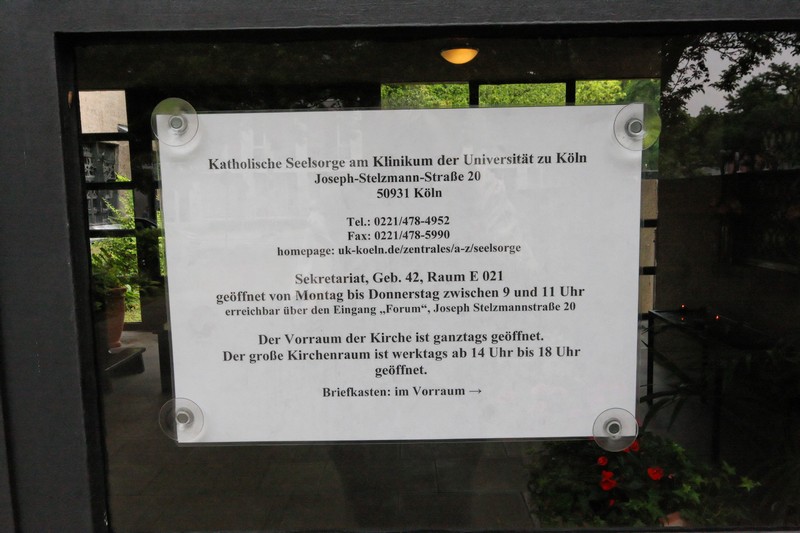 Katholische Seelsorge am Klinikum der Universität zu Köln
Joseph-Stelzmann-Straße 20
50931 Köln
Tel.: 0221/478-4952
Fax: 0221/478-5990
homepage: uk-koeln.de/zentrales/a-z/seelsorge
Sekretariat, Geb. 42, Raum E 021
geöffnet von Montag bis Donnerstag zwischen 9 und 11 Uhr
erreichbar über den Eingang „Forum“, Joseph Stelzmannstraße 20
Der Vorraum der Kirche ist ganztags geöffnet.
Der große Kirchenraum ist werktags ab 14 Uhr bis 18 Uhr
geöffnet.
Briefkasten: im Vorraum →